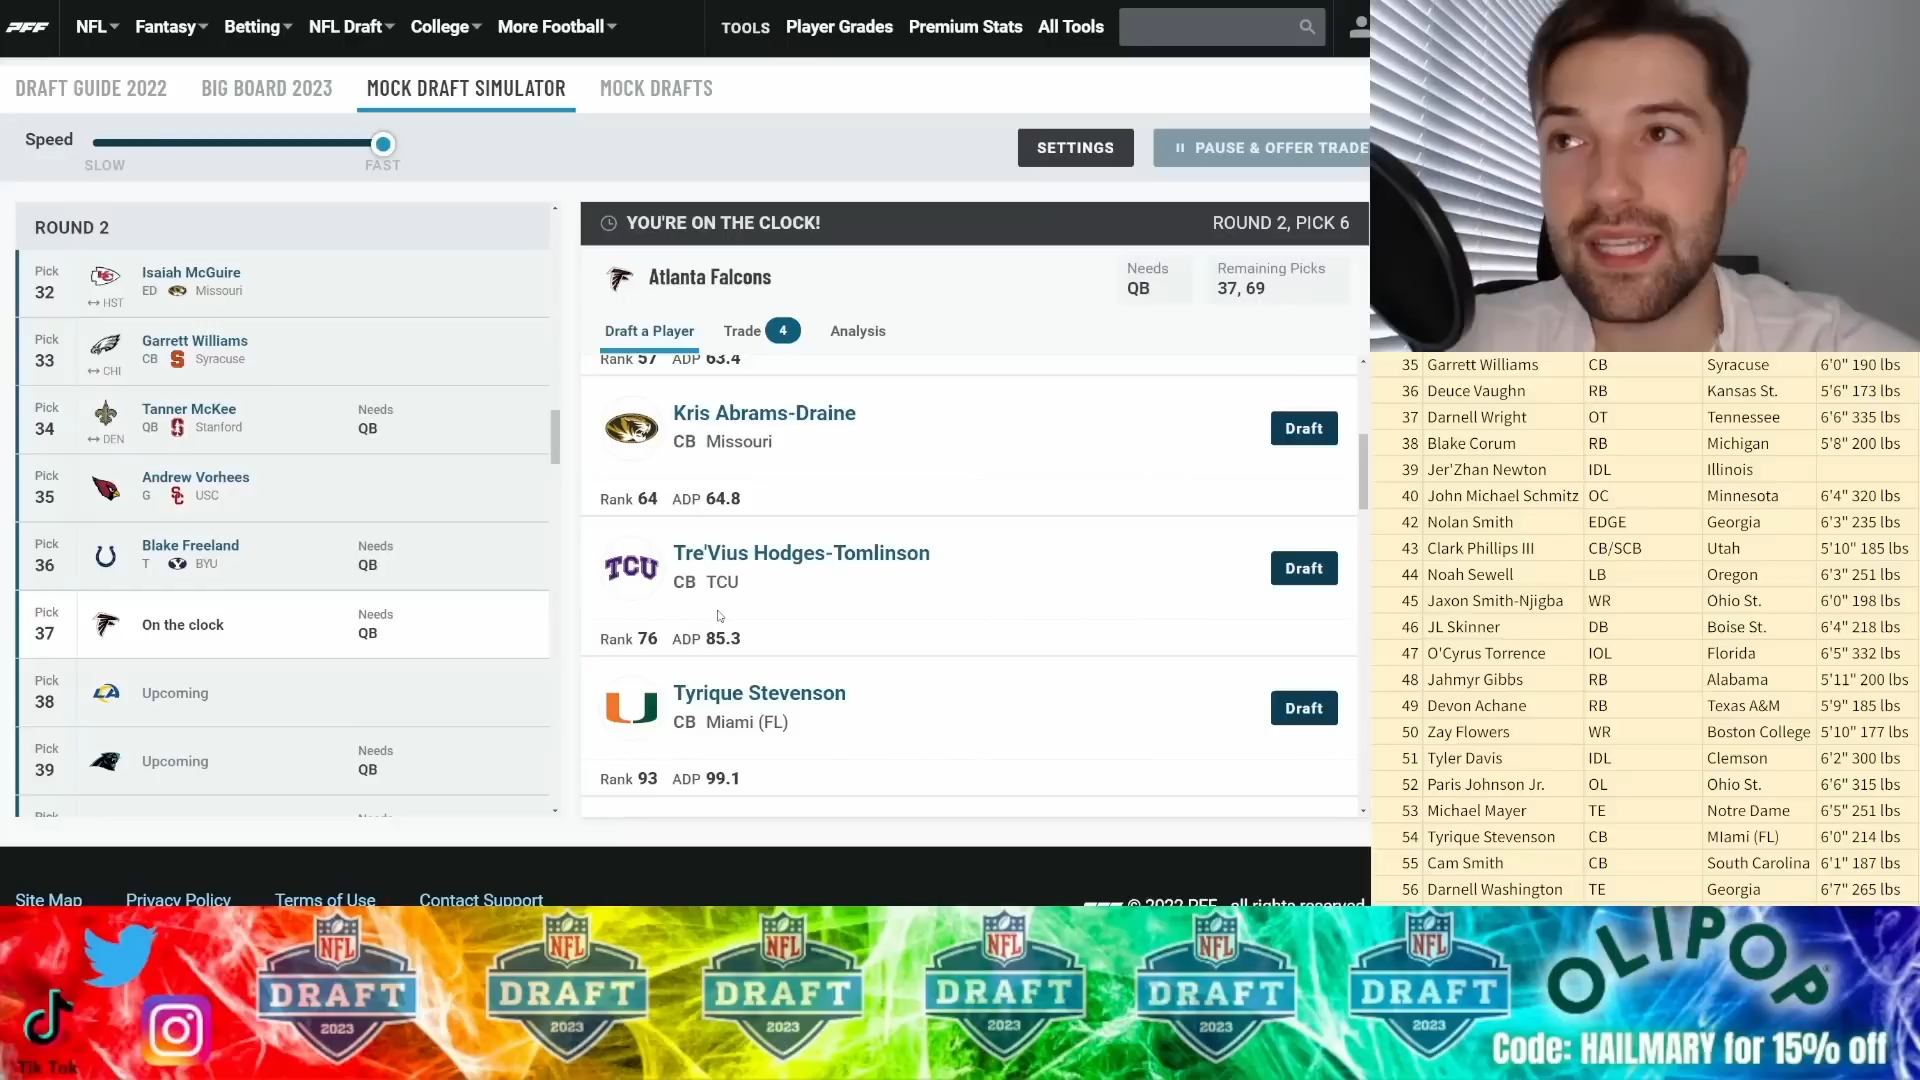 PFF NFL Fantasy Betting NFL Draft College More Football TOOLS Player Grades Premium Stats All Tools
DRAFT GUIDE 2022 BIG BOARD 2023 MOCK DRAFT SIMULATOR MOCK DRAFTS
Speed
SLOW FAST
SETTINGS PAUSE & OFFER TRADE
ROUND 2
Pick 32 Isaiah McGuire
ED Missouri
↔ HST
Pick 33 Garrett Williams
CB S Syracuse
↔ CHI
Pick 34 Tanner McKee Needs
QB S Stanford QB
↔ DEN
Pick 35 Andrew Vorhees
G SC USC
Pick 36 Blake Freeland Needs
T BYU QB
Pick 37 On the clock Needs
QB
Pick 38 Upcoming
Pick 39 Upcoming Needs
QB
YOU'RE ON THE CLOCK! ROUND 2, PICK 6
Atlanta Falcons Needs QB Remaining Picks 37, 69
Draft a Player Trade 4 Analysis
Rank 57 ADP 63.4
Kris Abrams-Draine
CB Missouri
Draft
Rank 64 ADP 64.8
TCU Tre'Vius Hodges-Tomlinson
CB TCU
Draft
Rank 76 ADP 85.3
Tyrique Stevenson
CB Miami (FL)
Draft
Rank 93 ADP 99.1
Site Map Privacy Policy Terms of Use Contact Support
PFF © 2022 PFF - all rights reserved
35 Garrett Williams CB Syracuse 6'0" 190 lbs
36 Deuce Vaughn RB Kansas St. 5'6" 173 lbs
37 Darnell Wright OT Tennessee 6'6" 335 lbs
38 Blake Corum RB Michigan 5'8" 200 lbs
39 Jer'Zhan Newton IDL Illinois
40 John Michael Schmitz OC Minnesota 6'4" 320 lbs
42 Nolan Smith EDGE Georgia 6'3" 235 lbs
43 Clark Phillips III CB/SCB Utah 5'10" 185 lbs
44 Noah Sewell LB Oregon 6'3" 251 lbs
45 Jaxon Smith-Njigba WR Ohio St. 6'0" 198 lbs
46 JL Skinner DB Boise St. 6'4" 218 lbs
47 O'Cyrus Torrence IOL Florida 6'5" 332 lbs
48 Jahmyr Gibbs RB Alabama 5'11" 200 lbs
49 Devon Achane RB Texas A&M 5'9" 185 lbs
50 Zay Flowers WR Boston College 5'10" 177 lbs
51 Tyler Davis IDL Clemson 6'2" 300 lbs
52 Paris Johnson Jr. OL Ohio St. 6'6" 315 lbs
53 Michael Mayer TE Notre Dame 6'5" 251 lbs
54 Tyrique Stevenson CB MIami (FL) 6'0" 214 lbs
55 Cam Smith CB South Carolina 6'1" 187 lbs
56 Darnell Washington TE Georgia 6'7" 265 lbs
Tik Tok
NFL DRAFT 2023
NFL DRAFT 2023
NFL DRAFT 2023
NFL DRAFT 2023
NFL DRAFT 2023
NFL DRAFT 2023
OLIPOP
Code: HAILMARY for 15% off